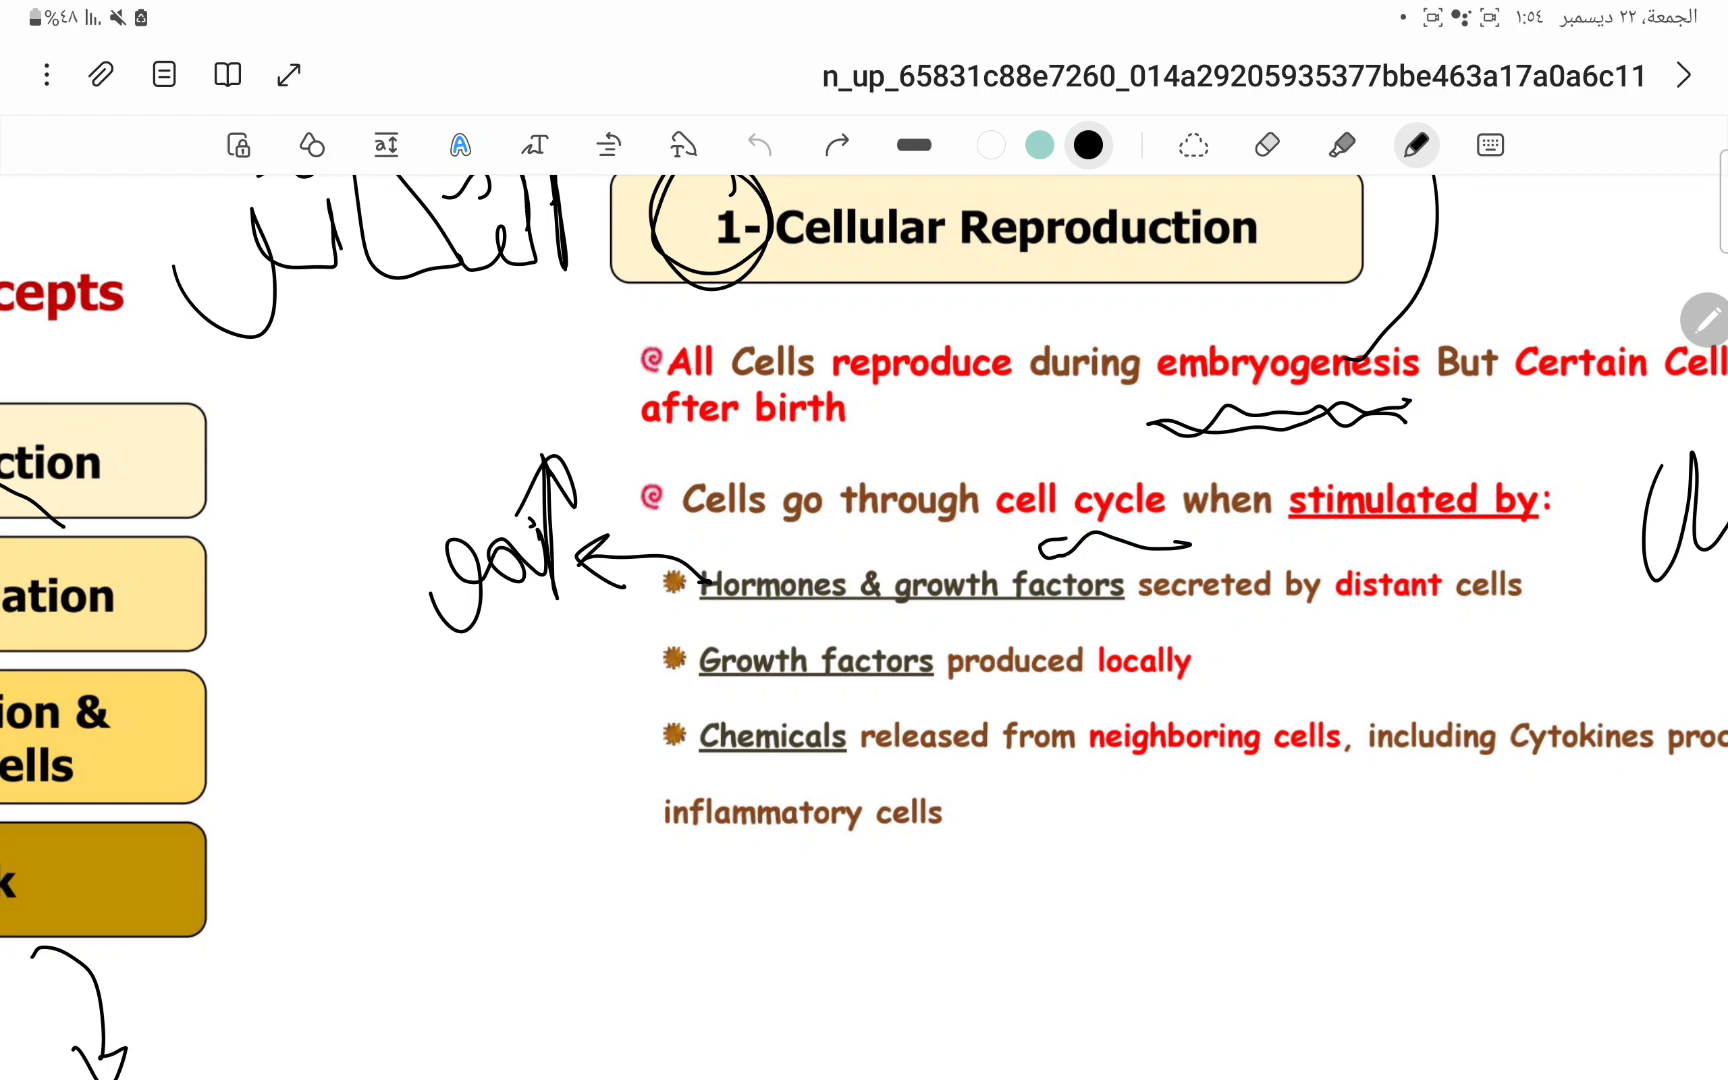 %٤٨
الجمعة، ٢٢ ديسمبر ١:٥٤
n_up_65831c88e7260_014a29205935377bbe463a17a0a6c11
1- Cellular Reproduction
cepts
All Cells reproduce during embryogenesis But Certain Cell
after birth
ction
Cells go through cell cycle when stimulated by:
Hormones & growth factors secreted by distant cells
ation
Growth factors produced locally
ion &
ells
Chemicals released from neighboring cells, including Cytokines proc
inflammatory cells
k